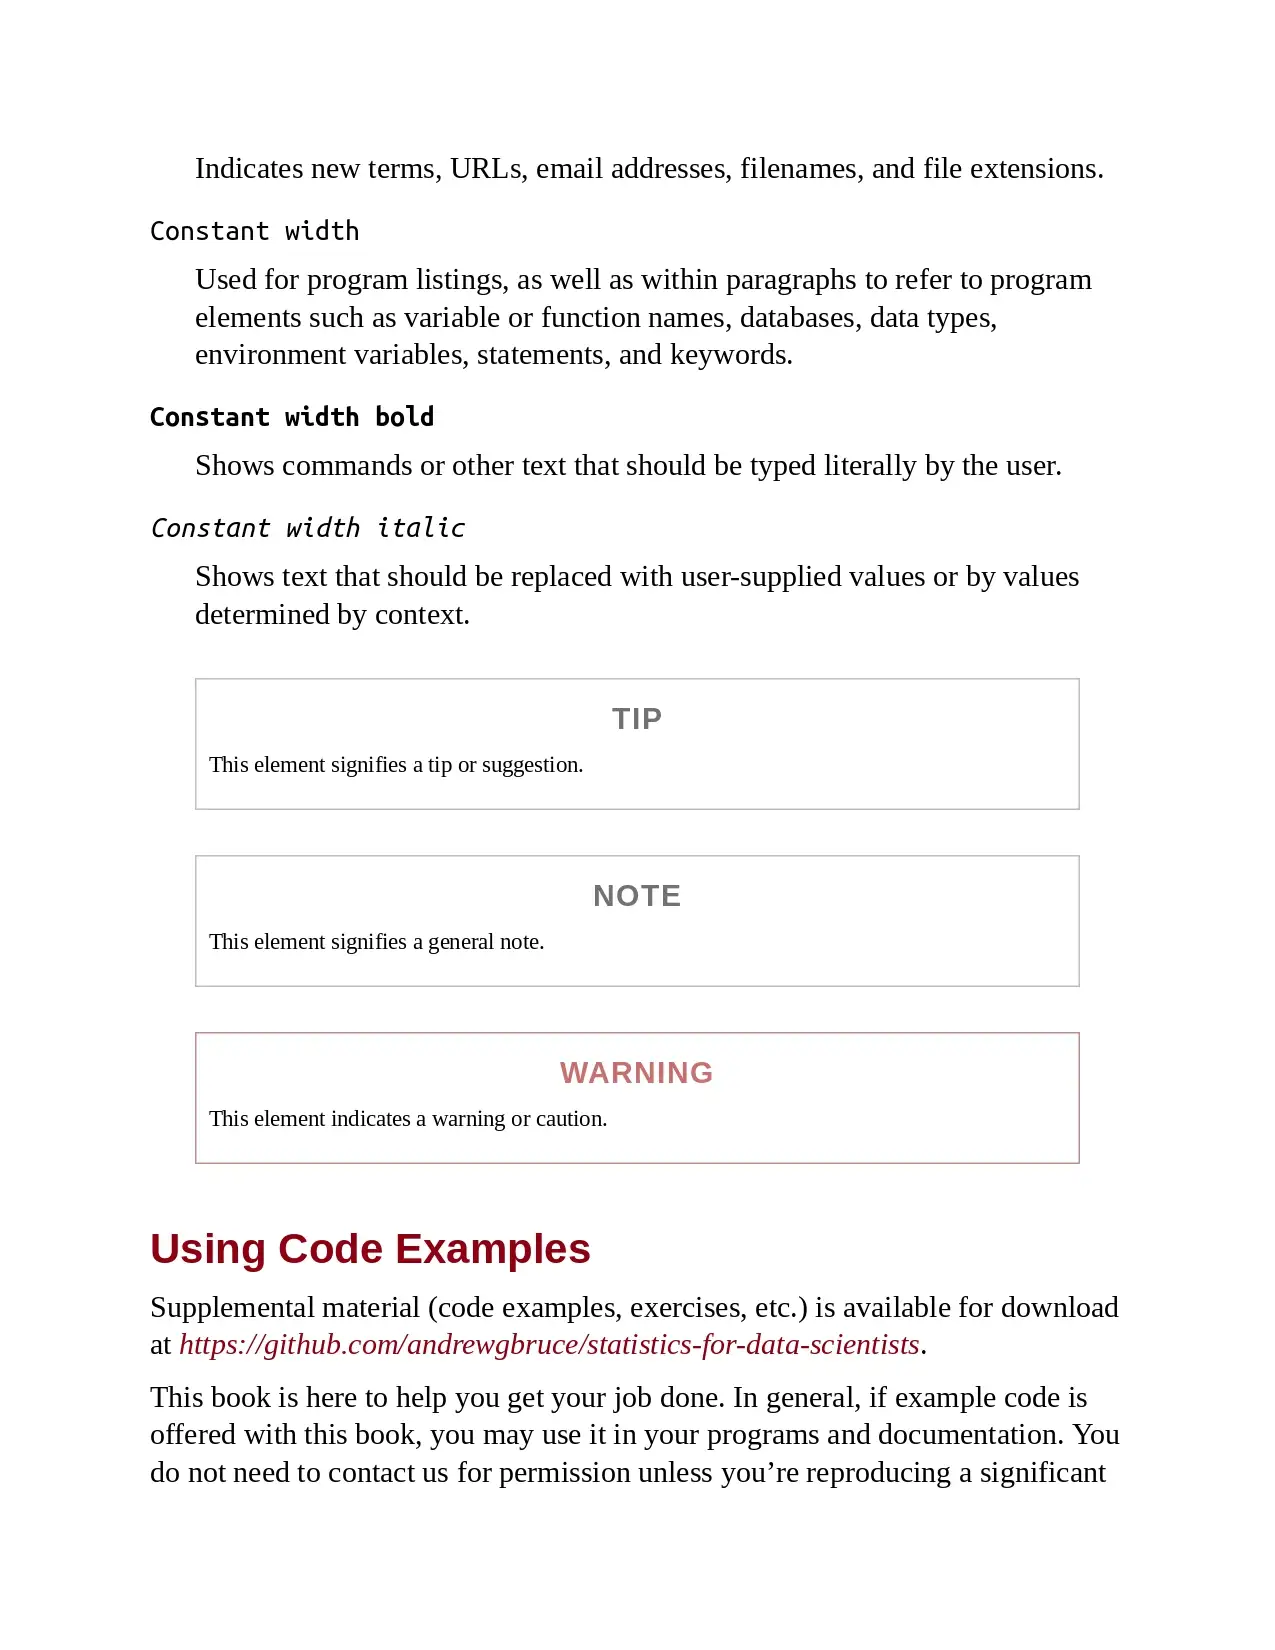 Indicates new terms, URLs, email addresses, filenames, and file extensions.
Constant width
Used for program listings, as well as within paragraphs to refer to program
elements such as variable or function names, databases, data types,
environment variables, statements, and keywords.
Constant width bold
Shows commands or other text that should be typed literally by the user.
Constant width italic
Shows text that should be replaced with user-supplied values or by values
determined by context.
TIP
This element signifies a tip or suggestion.
NOTE
This element signifies a general note.
WARNING
This element indicates a warning or caution.
Using Code Examples
Supplemental material (code examples, exercises, etc.) is available for download
at https://github.com/andrewgbruce/statistics-for-data-scientists.
This book is here to help you get your job done. In general, if example code is
offered with this book, you may use it in your programs and documentation. You
do not need to contact us for permission unless you’re reproducing a significant